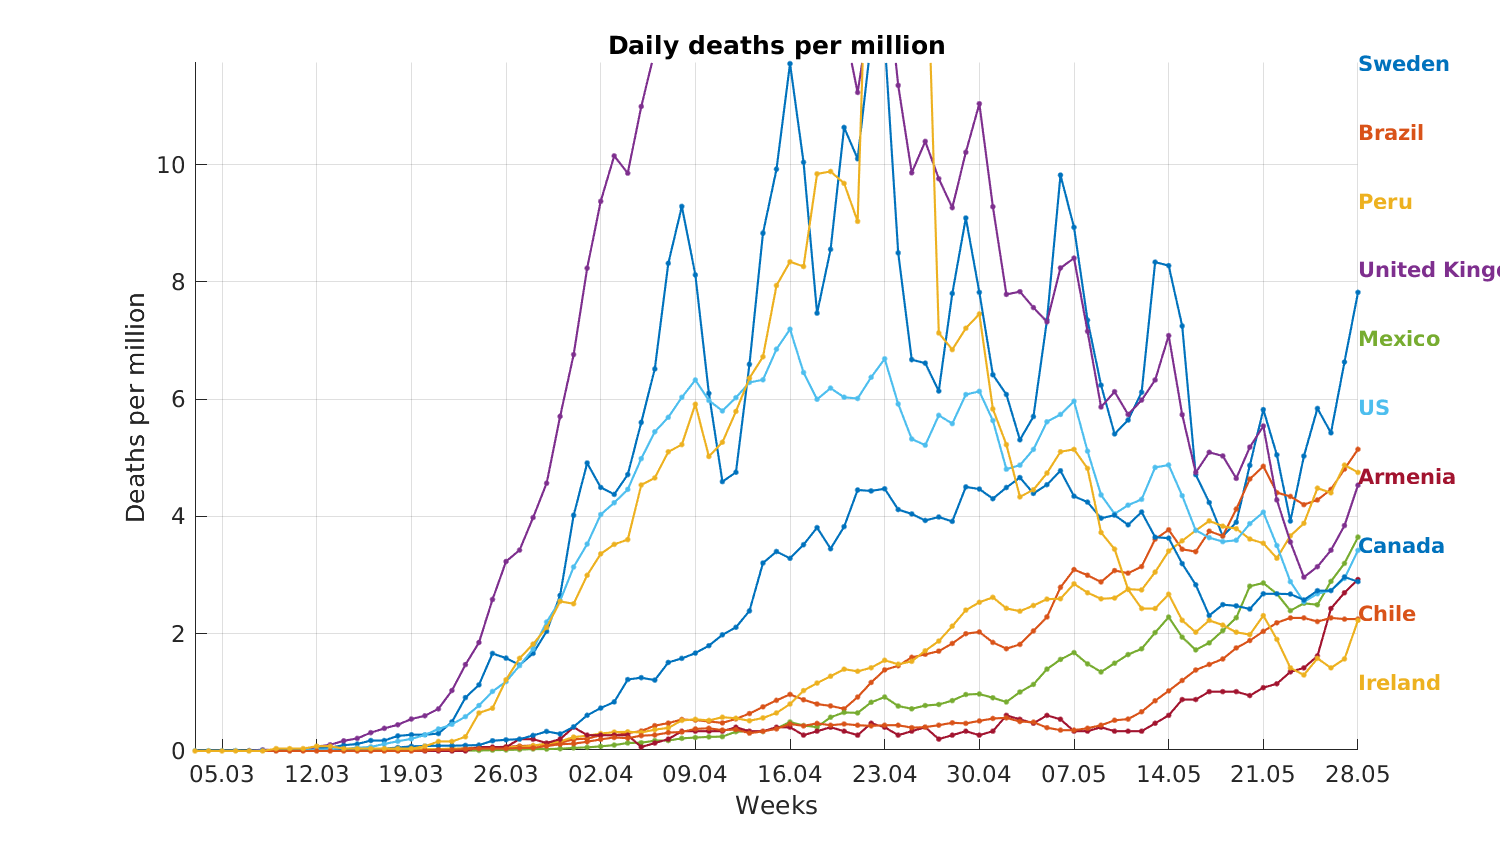 Daily deaths per million
Sweden
Brazil
Peru
United King
Mexico
US
Armenia
Canada
Chile
Ireland
Deaths per million
10
8
6
4
2
0
05.03 12.03 19.03 26.03 02.04 09.04 16.04 23.04 30.04 07.05 14.05 21.05 28.05
Weeks